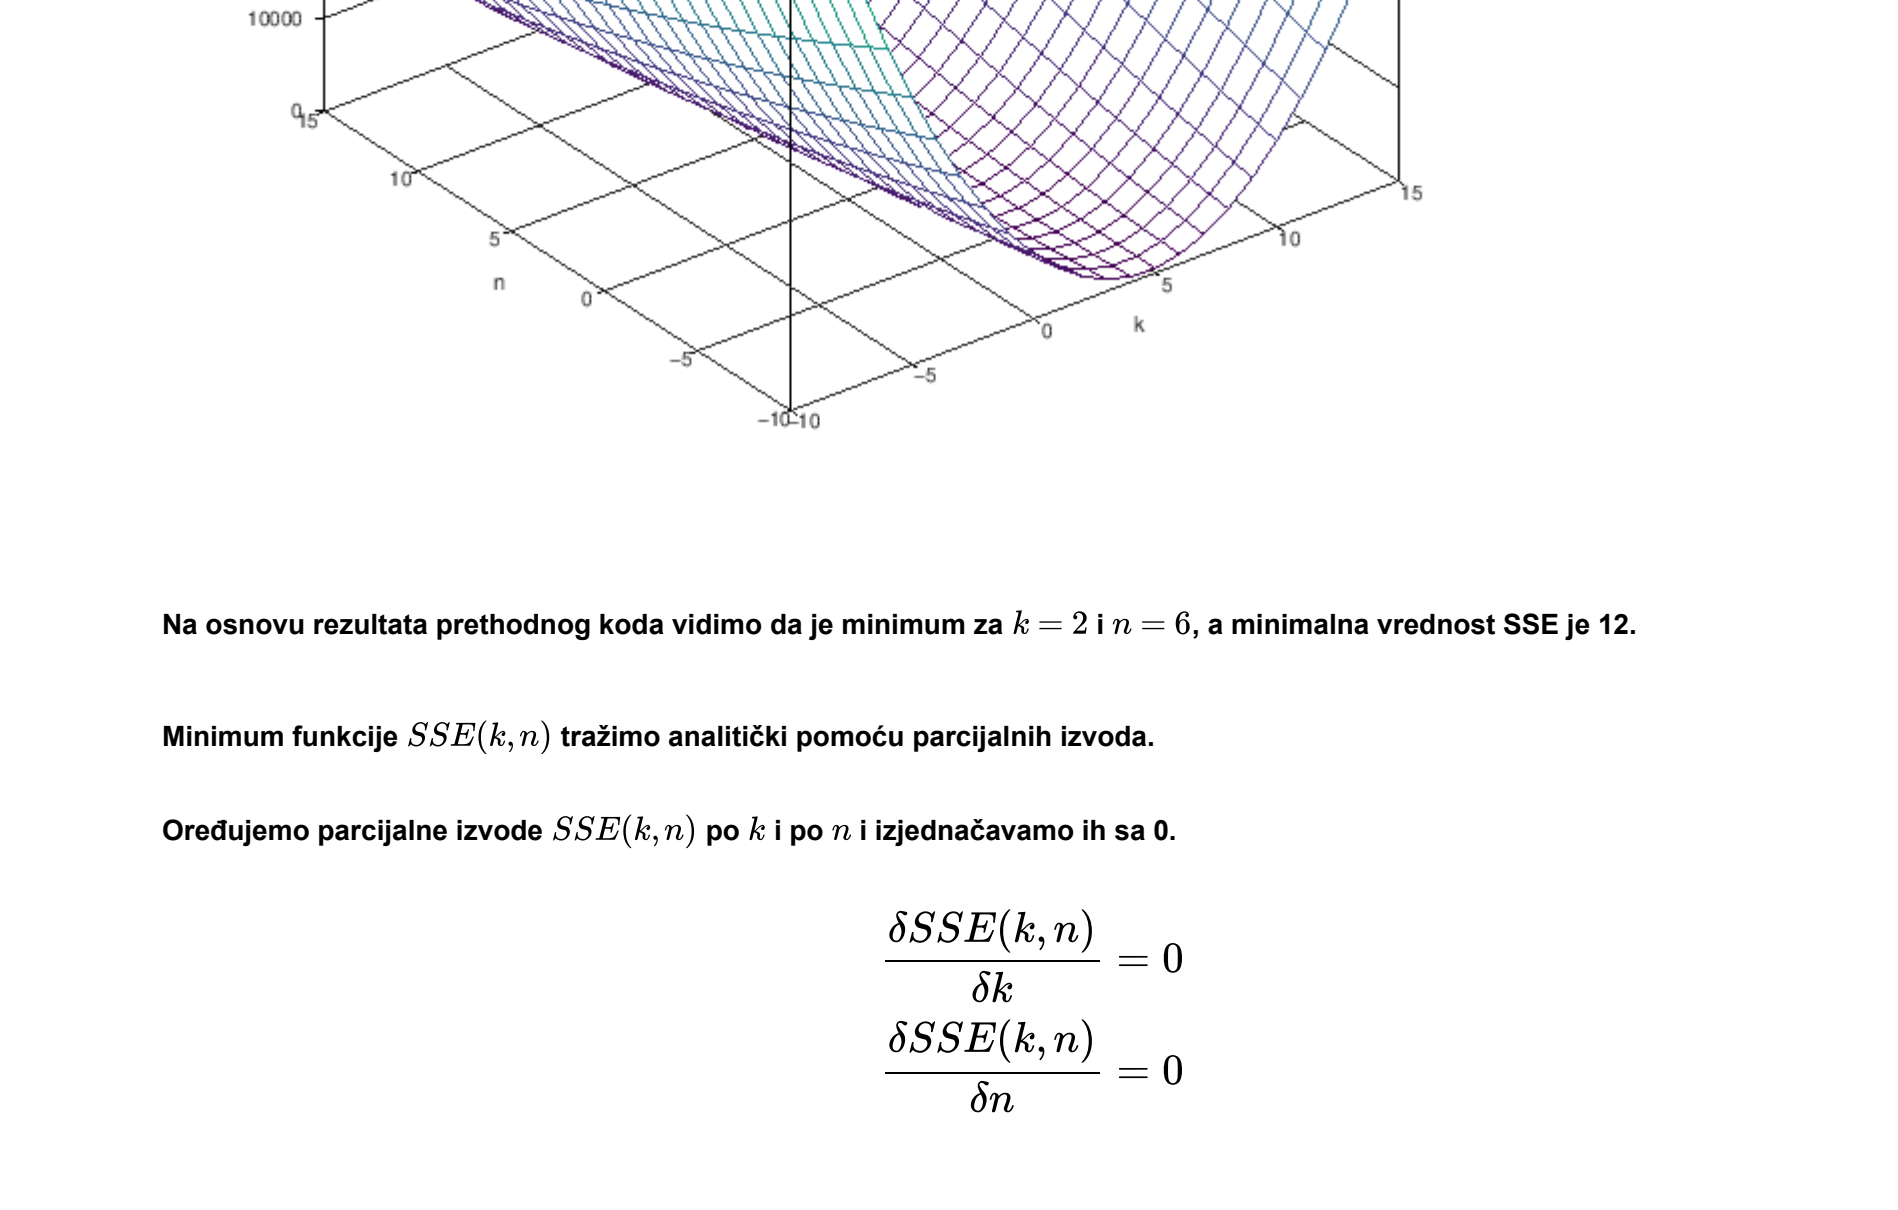 10000
0
15
10
5
n
0
−5
−10
−10
−5
0
k
5
10
15
Na osnovu rezultata prethodnog koda vidimo da je minimum za k = 2 i n = 6, a minimalna vrednost SSE je 12.
Minimum funkcije SSE(k, n) tražimo analitički pomoću parcijalnih izvoda.
Oređujemo parcijalne izvode SSE(k, n) po k i po n i izjednačavamo ih sa 0.
δSSE(k, n)
δk
= 0
δSSE(k, n)
δn
= 0